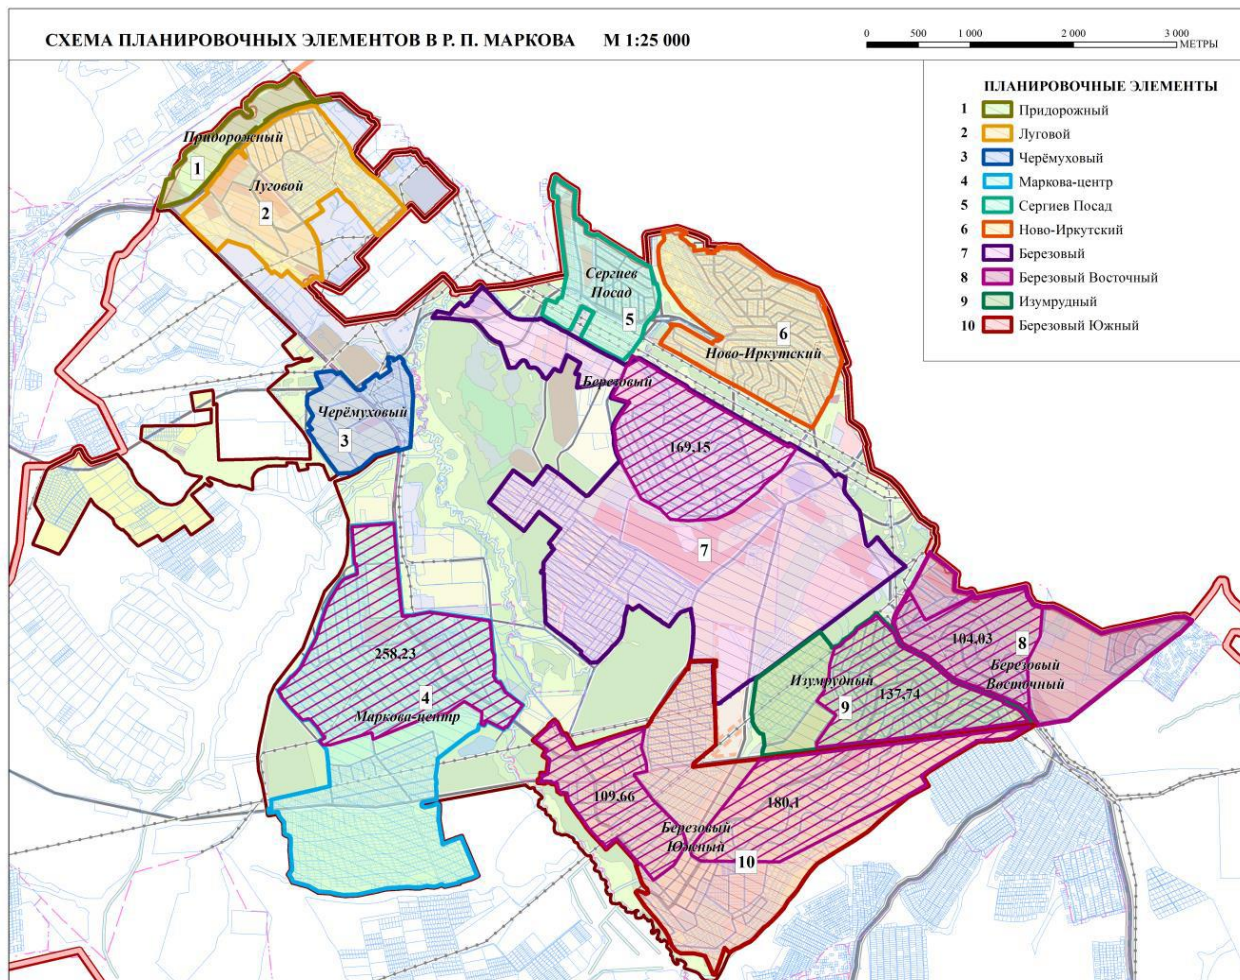 СХЕМА ПЛАНИРОВОЧНЫХ ЭЛЕМЕНТОВ В Р. П. МАРКОВА М 1:25 000
0 500 1 000 2 000 3 000
МЕТРЫ
ПЛАНИРОВОЧНЫЕ ЭЛЕМЕНТЫ
1 Придорожный
2 Луговой
3 Черёмуховый
4 Маркова-центр
5 Сергиев Посад
6 Ново-Иркутский
7 Березовый
8 Березовый Восточный
9 Изумрудный
10 Березовый Южный
Придорожный
1
Луговой
2
Сергиев
Посад
5
6
Ново-Иркутский
Березовый
Черёмуховый
3
169,15
7
104,03
8
Березовый
Восточный
258,23
4
Маркова-центр
Изумрудный
137,74
9
109,66
180,1
Березовый
Южный
10